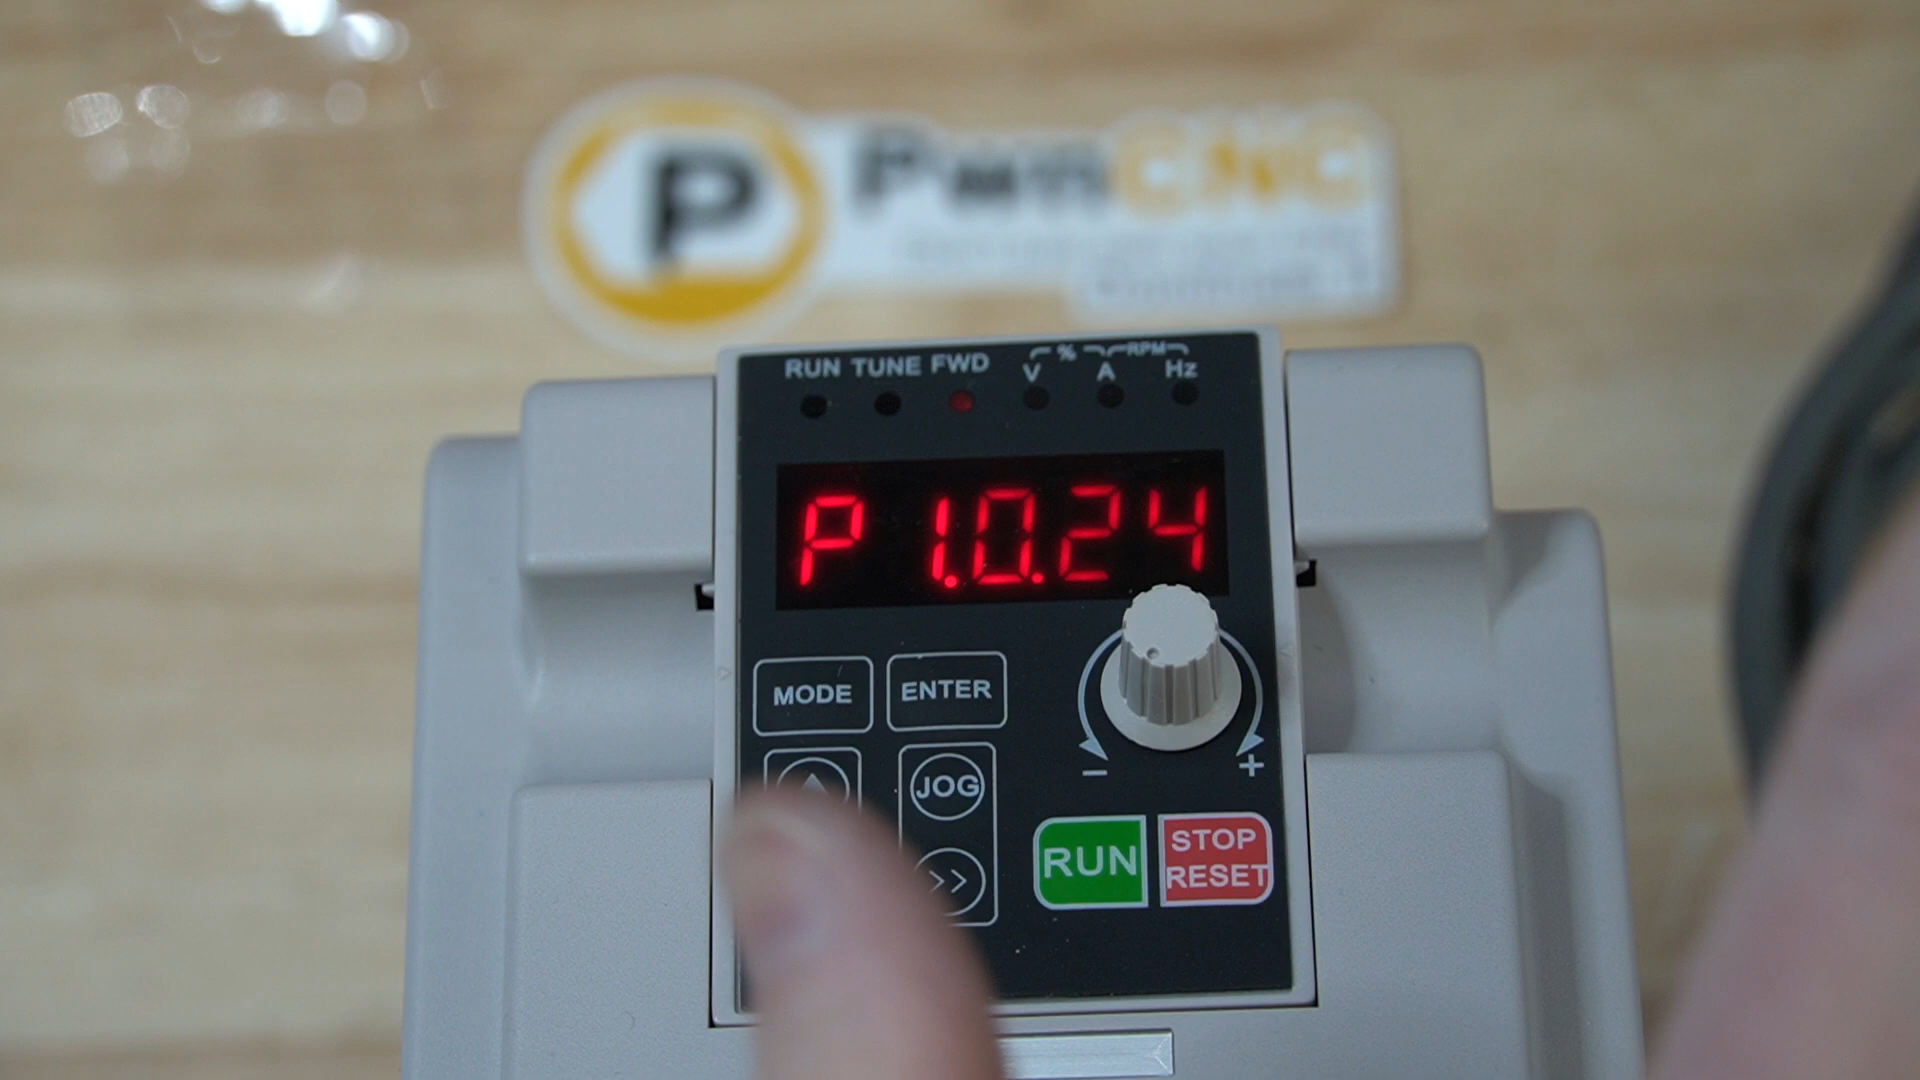 P PwnCNC
RUN TUNE FWD V % A RPM Hz
P 1.0.24
MODE ENTER
JOG
>>
- +
RUN STOP RESET